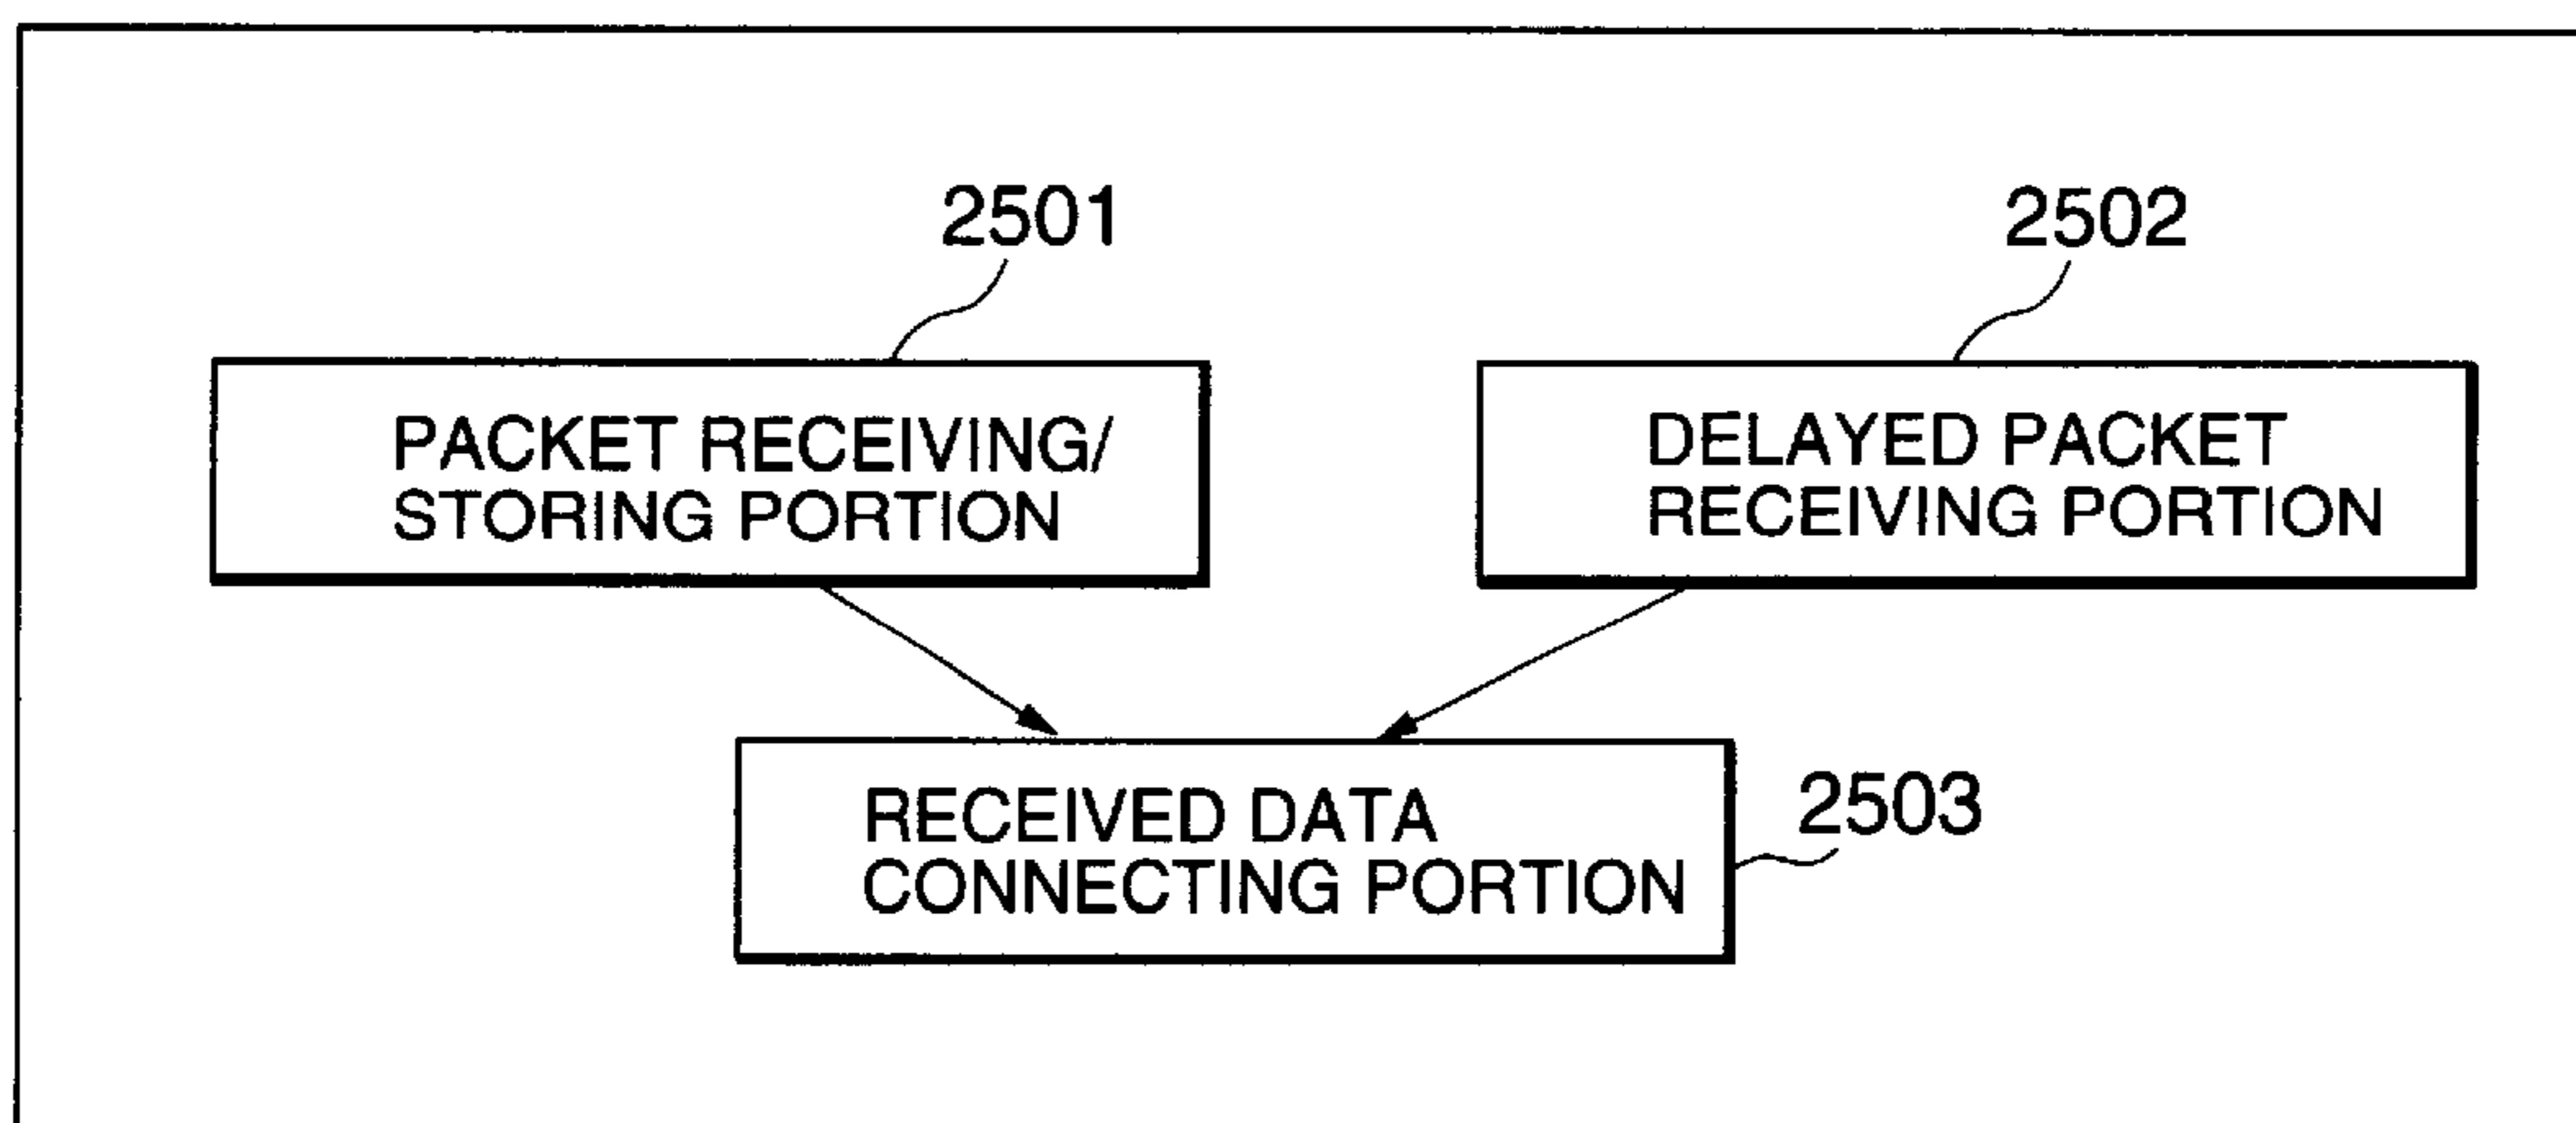 2501
2502
PACKET RECEIVING/
STORING PORTION
DELAYED PACKET
RECEIVING PORTION
RECEIVED DATA
CONNECTING PORTION
2503